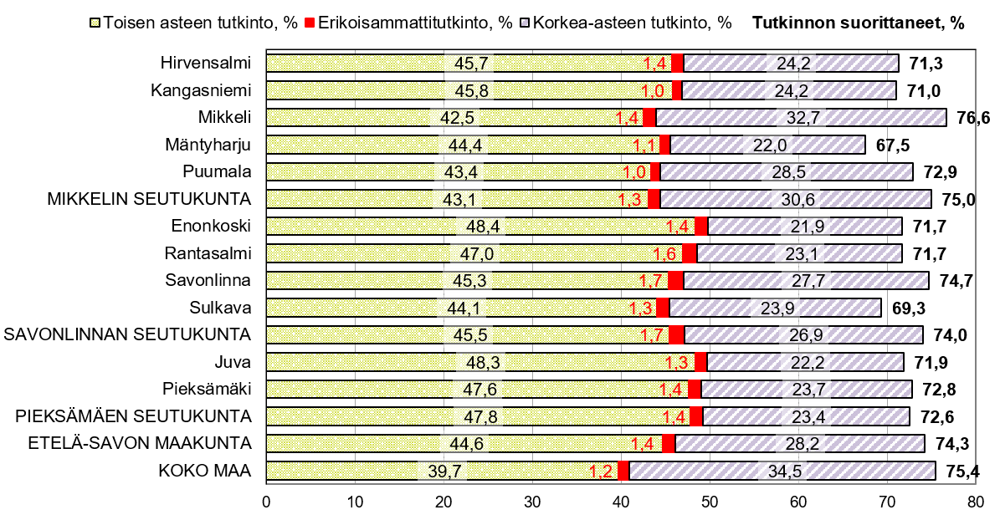 Toisen asteen tutkinto, % Erikoisammattitutkinto, % Korkea-asteen tutkinto, % Tutkinnon suorittaneet, %
Hirvensalmi 45,7 1,4 24,2 71,3
Kangasniemi 45,8 1,0 24,2 71,0
Mikkeli 42,5 1,4 32,7 76,6
Mäntyharju 44,4 1,1 22,0 67,5
Puumala 43,4 1,0 28,5 72,9
MIKKELIN SEUTUKUNTA 43,1 1,3 30,6 75,0
Enonkoski 48,4 1,4 21,9 71,7
Rantasalmi 47,0 1,6 23,1 71,7
Savonlinna 45,3 1,7 27,7 74,7
Sulkava 44,1 1,3 23,9 69,3
SAVONLINNAN SEUTUKUNTA 45,5 1,7 26,9 74,0
Juva 48,3 1,3 22,2 71,9
Pieksämäki 47,6 1,4 23,7 72,8
PIEKSÄMÄEN SEUTUKUNTA 47,8 1,4 23,4 72,6
ETELÄ-SAVON MAAKUNTA 44,6 1,4 28,2 74,3
KOKO MAA 39,7 1,2 34,5 75,4
0 10 20 30 40 50 60 70 80